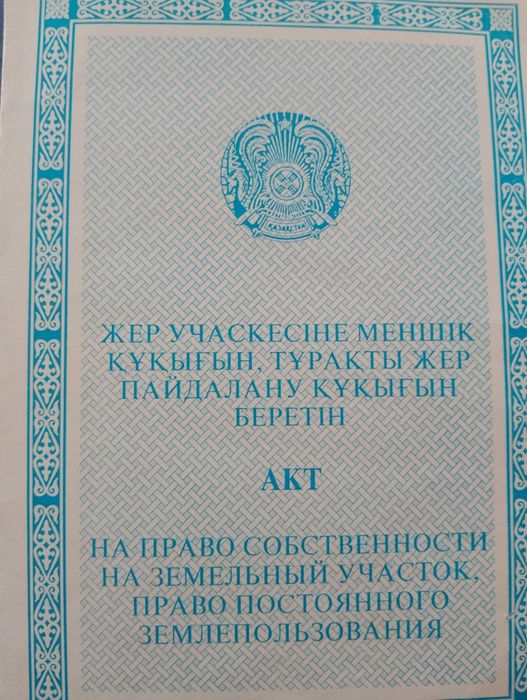 ҚАЗАҚСТАН
ЖЕР УЧАСКЕСІНЕ МЕНШІК
ҚҰҚЫҒЫН, ТҰРАҚТЫ ЖЕР
ПАЙДАЛАНУ ҚҰҚЫҒЫН
БЕРЕТІН
АКТ
НА ПРАВО СОБСТВЕННОСТИ
НА ЗЕМЕЛЬНЫЙ УЧАСТОК,
ПРАВО ПОСТОЯННОГО
ЗЕМЛЕПОЛЬЗОВАНИЯ